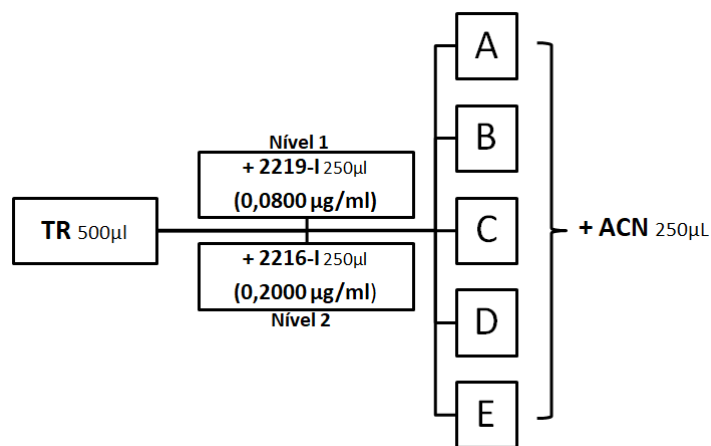 TR 500µl
Nível 1
+ 2219-I 250µl
(0,0800 µg/ml)
+ 2216-I 250µl
(0,2000 µg/ml)
Nível 2
A
B
C
D
E
+ ACN 250µL